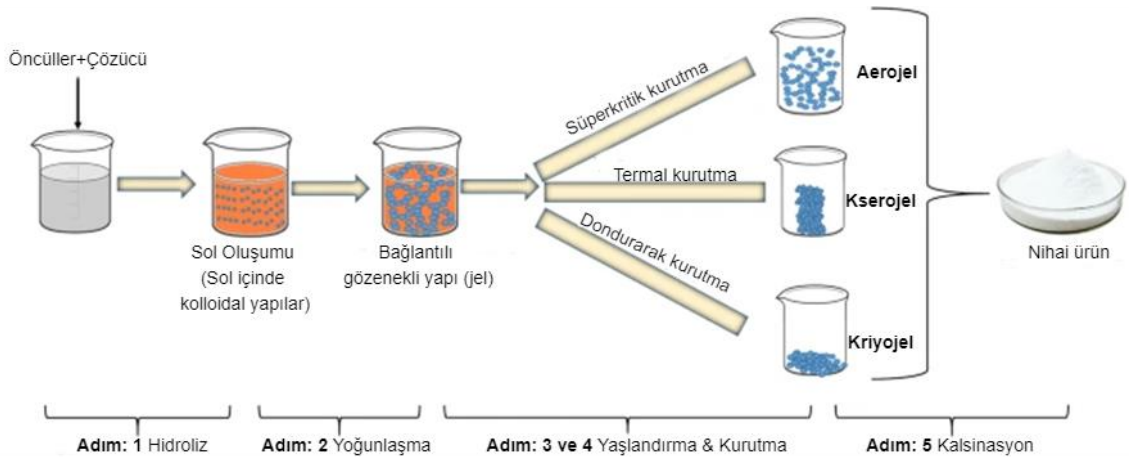 Öncüller+Çözücü
Sol Oluşumu
(Sol içinde
kolloidal yapılar)
Bağlantılı
gözenekli yapı (jel)
Süperkritik kurutma
Termal kurutma
Dondurarak kurutma
Aerojel
Kserojel
Kriyojel
Nihai ürün
Adım: 1 Hidroliz
Adım: 2 Yoğunlaşma
Adım: 3 ve 4 Yaşlandırma & Kurutma
Adım: 5 Kalsinasyon